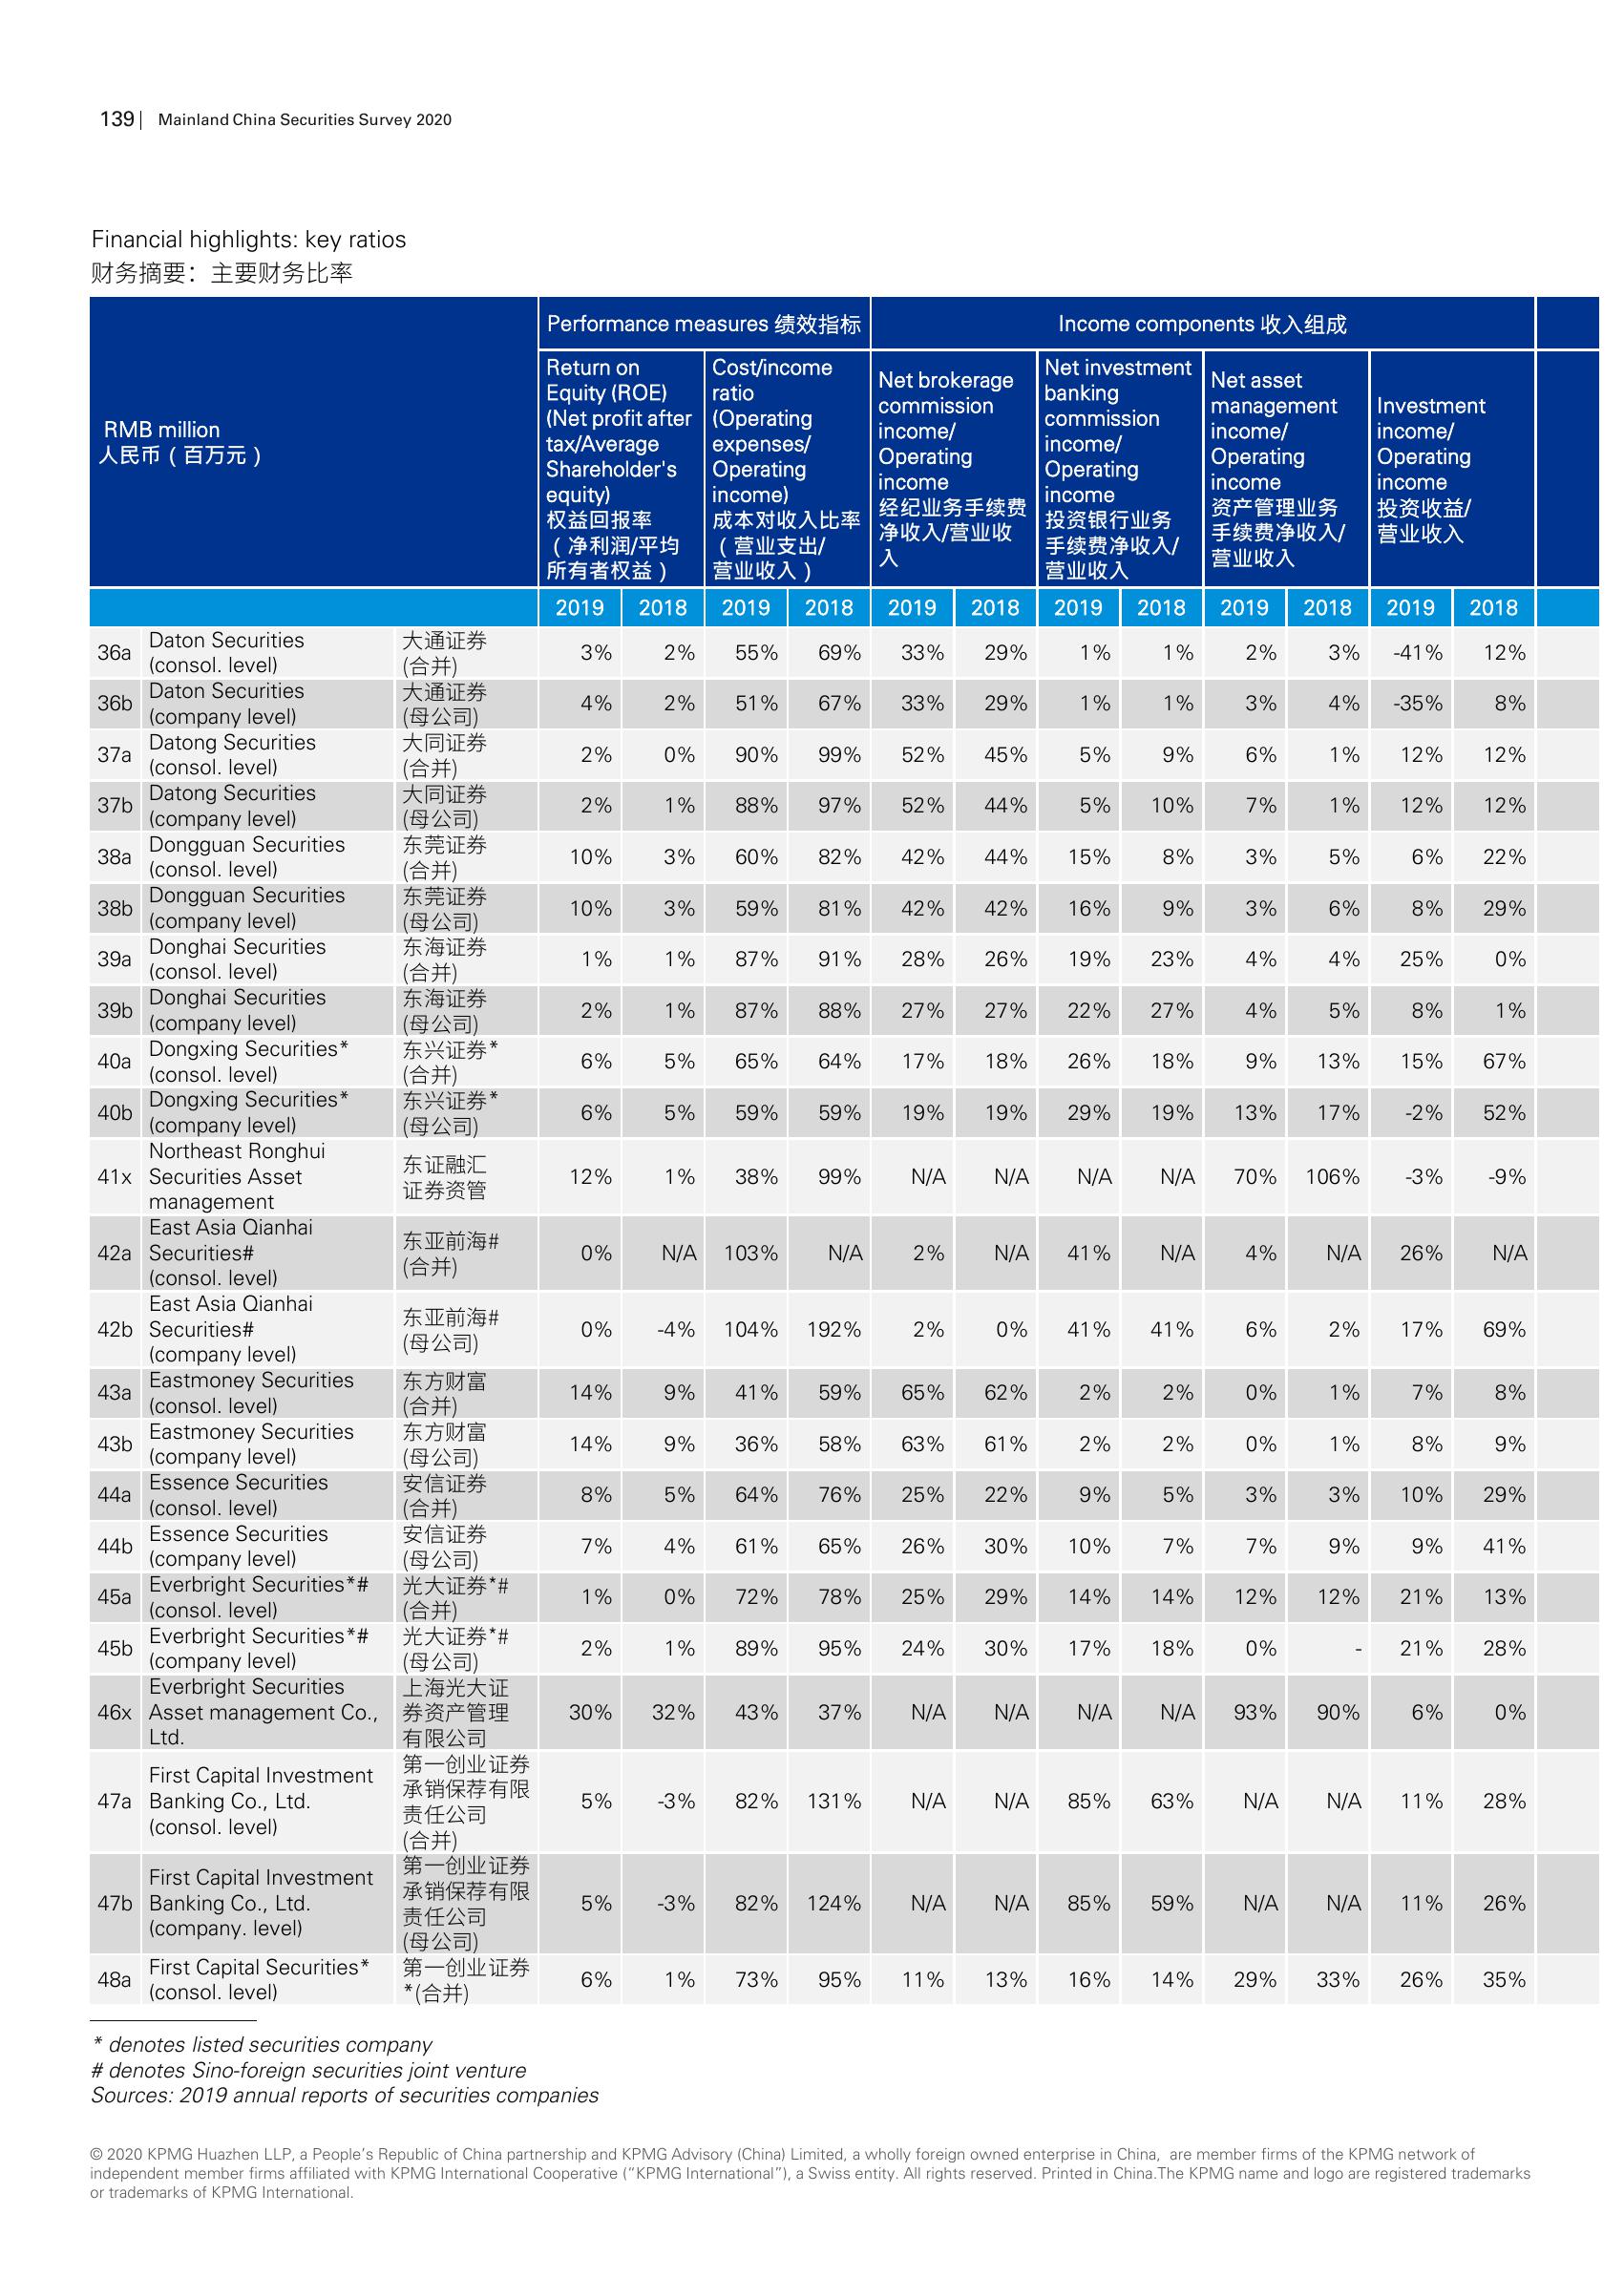 139| Mainland China Securities Survey 2020
Financial highlights: key ratios
财务摘要：主要财务比率
RMB million
人民币（百万元）
Performance measures 绩效指标
Income components 收入组成
Return on
Equity (ROE)
(Net profit after
tax/Average
Shareholder's
equity)
权益回报率
（净利润/平均
所有者权益）
Cost/income
ratio
(Operating
expenses/
Operating
income)
成本对收入比率
（营业支出/
营业收入）
Net brokerage
commission
income/
Operating
income
经纪业务手续费
净收入/营业收
入
Net investment
banking
commission
income/
Operating
income
投资银行业务
手续费净收入/
营业收入
Net asset
management
income/
Operating
income
资产管理业务
手续费净收入/
营业收入
Investment
income/
Operating
income
投资收益/
营业收入
2019 2018 2019 2018 2019 2018 2019 2018 2019 2018 2019 2018
36a Daton Securities (consol. level) 大通证券 (合并) 3% 2% 55% 69% 33% 29% 1% 1% 2% 3% -41% 12%
36b Daton Securities (company level) 大通证券 (母公司) 4% 2% 51% 67% 33% 29% 1% 1% 3% 4% -35% 8%
37a Datong Securities (consol. level) 大同证券 (合并) 2% 0% 90% 99% 52% 45% 5% 9% 6% 1% 12% 12%
37b Datong Securities (company level) 大同证券 (母公司) 2% 1% 88% 97% 52% 44% 5% 10% 7% 1% 12% 12%
38a Dongguan Securities (consol. level) 东莞证券 (合并) 10% 3% 60% 82% 42% 44% 15% 8% 3% 5% 6% 22%
38b Dongguan Securities (company level) 东莞证券 (母公司) 10% 3% 59% 81% 42% 42% 16% 9% 3% 6% 8% 29%
39a Donghai Securities (consol. level) 东海证券 (合并) 1% 1% 87% 91% 28% 26% 19% 23% 4% 4% 25% 0%
39b Donghai Securities (company level) 东海证券 (母公司) 2% 1% 87% 88% 27% 27% 22% 27% 4% 5% 8% 1%
40a Dongxing Securities* (consol. level) 东兴证券* (合并) 6% 5% 65% 64% 17% 18% 26% 18% 9% 13% 15% 67%
40b Dongxing Securities* (company level) 东兴证券* (母公司) 6% 5% 59% 59% 19% 19% 29% 19% 13% 17% -2% 52%
41x Northeast Ronghui Securities Asset management 东证融汇 证券资管 12% 1% 38% 99% N/A N/A N/A N/A 70% 106% -3% -9%
42a East Asia Qianhai Securities# (consol. level) 东亚前海# (合并) 0% N/A 103% N/A 2% N/A 41% N/A 4% N/A 26% N/A
42b East Asia Qianhai Securities# (company level) 东亚前海# (母公司) 0% -4% 104% 192% 2% 0% 41% 41% 6% 2% 17% 69%
43a Eastmoney Securities (consol. level) 东方财富 (合并) 14% 9% 41% 59% 65% 62% 2% 2% 0% 1% 7% 8%
43b Eastmoney Securities (company level) 东方财富 (母公司) 14% 9% 36% 58% 63% 61% 2% 2% 0% 1% 8% 9%
44a Essence Securities (consol. level) 安信证券 (合并) 8% 5% 64% 76% 25% 22% 9% 5% 3% 3% 10% 29%
44b Essence Securities (company level) 安信证券 (母公司) 7% 4% 61% 65% 26% 30% 10% 7% 7% 9% 9% 41%
45a Everbright Securities*# (consol. level) 光大证券*# (合并) 1% 0% 72% 78% 25% 29% 14% 14% 12% 12% 21% 13%
45b Everbright Securities*# (company level) 光大证券*# (母公司) 2% 1% 89% 95% 24% 30% 17% 18% 0% - 21% 28%
46x Everbright Securities Asset management Co., Ltd. 上海光大证 券资产管理 有限公司 30% 32% 43% 37% N/A N/A N/A N/A 93% 90% 6% 0%
47a First Capital Investment Banking Co., Ltd. (consol. level) 第一创业证券 承销保荐有限 责任公司 (合并) 5% -3% 82% 131% N/A N/A 85% 63% N/A N/A 11% 28%
47b First Capital Investment Banking Co., Ltd. (company. level) 第一创业证券 承销保荐有限 责任公司 (母公司) 5% -3% 82% 124% N/A N/A 85% 59% N/A N/A 11% 26%
48a First Capital Securities* (consol. level) 第一创业证券 *(合并) 6% 1% 73% 95% 11% 13% 16% 14% 29% 33% 26% 35%
* denotes listed securities company
# denotes Sino-foreign securities joint venture
Sources: 2019 annual reports of securities companies
© 2020 KPMG Huazhen LLP, a People's Republic of China partnership and KPMG Advisory (China) Limited, a wholly foreign owned enterprise in China, are member firms of the KPMG network of
independent member firms affiliated with KPMG International Cooperative (“KPMG International”), a Swiss entity. All rights reserved. Printed in China.The KPMG name and logo are registered trademarks
or trademarks of KPMG International.